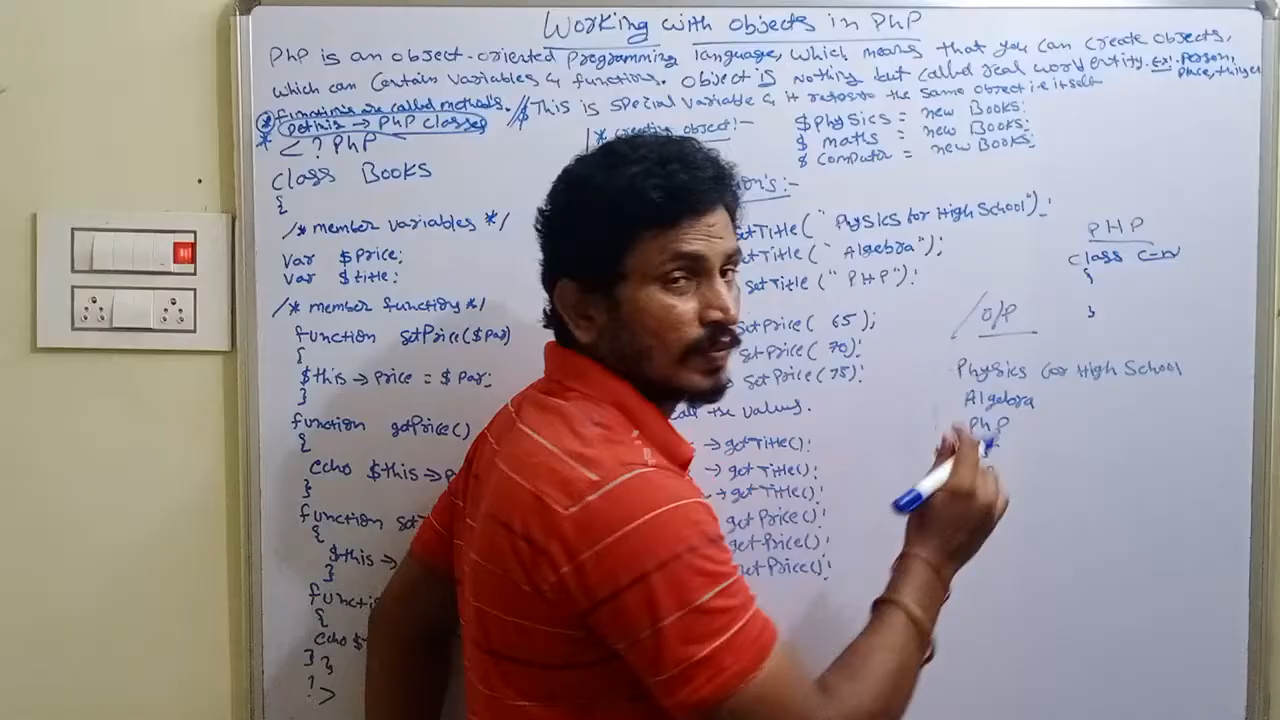 Working with objects in PHP
PHP is an object-oriented programming language, which means that you can create objects,
which can contain variables & functions. Object is nothing but called real word entity. Ex: Person,
place, thing etc
* functions are called methods. // $This is special variable & it refers to the same object i.e itself
* Define → PHP classes
/* Creating object:-
$physics = new Books;
$ maths = new Books;
$ computer = new Books;
<? PHP
class Books
{
/* member variables */
var $price;
var $title;
/* member functions */
function setPrice($par)
{
$this → price = $par;
}
function getPrice()
{
echo $this →
}
function
{
$this →
}
{
echo
} }
? >
:-
setTitle( " Physics for High School");
setTitle( " Algebra");
setTitle ( " PHP");
setPrice( 65 );
setPrice( 70);
setPrice( 75);
call the values.
→ getTitle();
→ getTitle();
→ getTitle();
getPrice();
getPrice();
getPrice();
PHP
class C-N
{
}
/ O/P
Physics for High School
Algebra
PHP